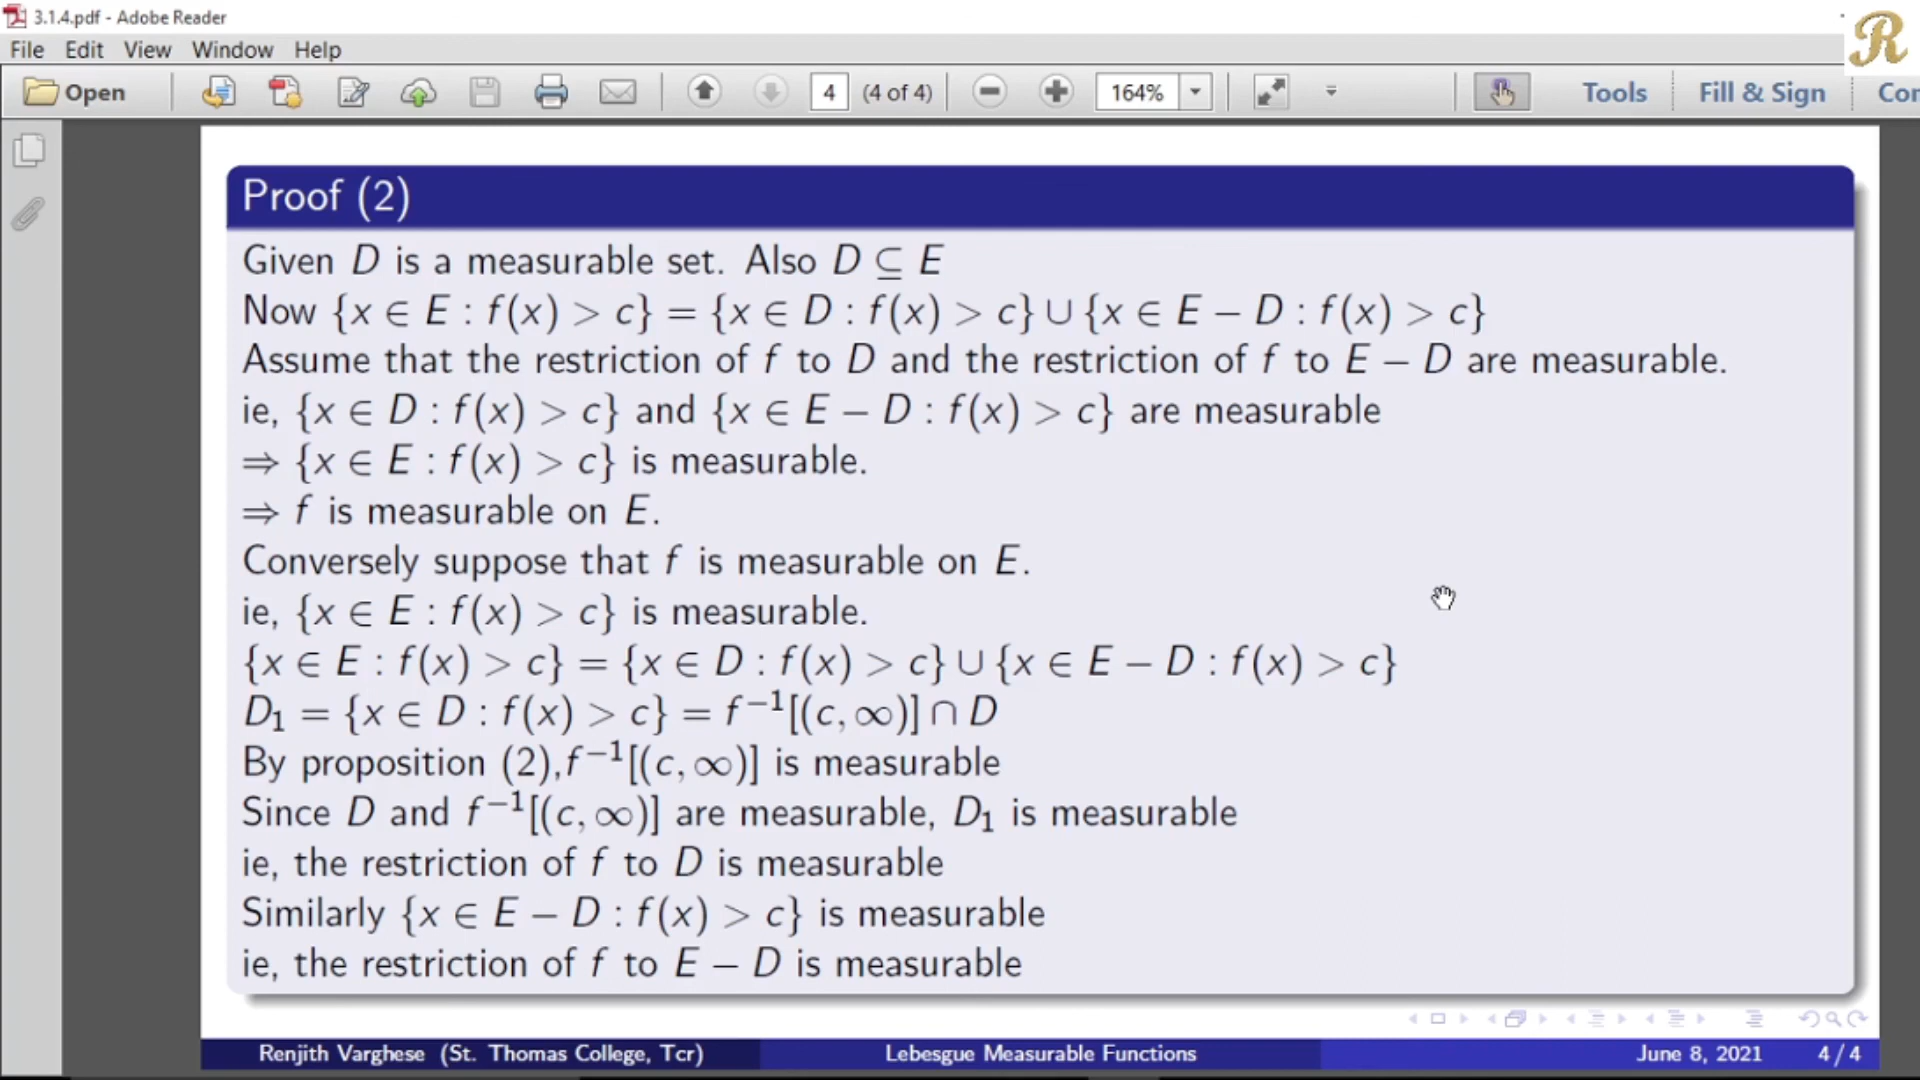 3.1.4.pdf - Adobe Reader
R
File Edit View Window Help
Open 4 (4 of 4) 164% Tools Fill & Sign
Proof (2)
Given D is a measurable set. Also D ⊆ E
Now {x ∈ E : f(x) > c} = {x ∈ D : f(x) > c} ∪ {x ∈ E − D : f(x) > c}
Assume that the restriction of f to D and the restriction of f to E − D are measurable.
ie, {x ∈ D : f(x) > c} and {x ∈ E − D : f(x) > c} are measurable
⇒ {x ∈ E : f(x) > c} is measurable.
⇒ f is measurable on E.
Conversely suppose that f is measurable on E.
ie, {x ∈ E : f(x) > c} is measurable.
{x ∈ E : f(x) > c} = {x ∈ D : f(x) > c} ∪ {x ∈ E − D : f(x) > c}
D₁ = {x ∈ D : f(x) > c} = f⁻¹[(c, ∞)] ∩ D
By proposition (2),f⁻¹[(c, ∞)] is measurable
Since D and f⁻¹[(c, ∞)] are measurable, D₁ is measurable
ie, the restriction of f to D is measurable
Similarly {x ∈ E − D : f(x) > c} is measurable
ie, the restriction of f to E − D is measurable
Renjith Varghese (St. Thomas College, Tcr) Lebesgue Measurable Functions June 8, 2021 4 / 4